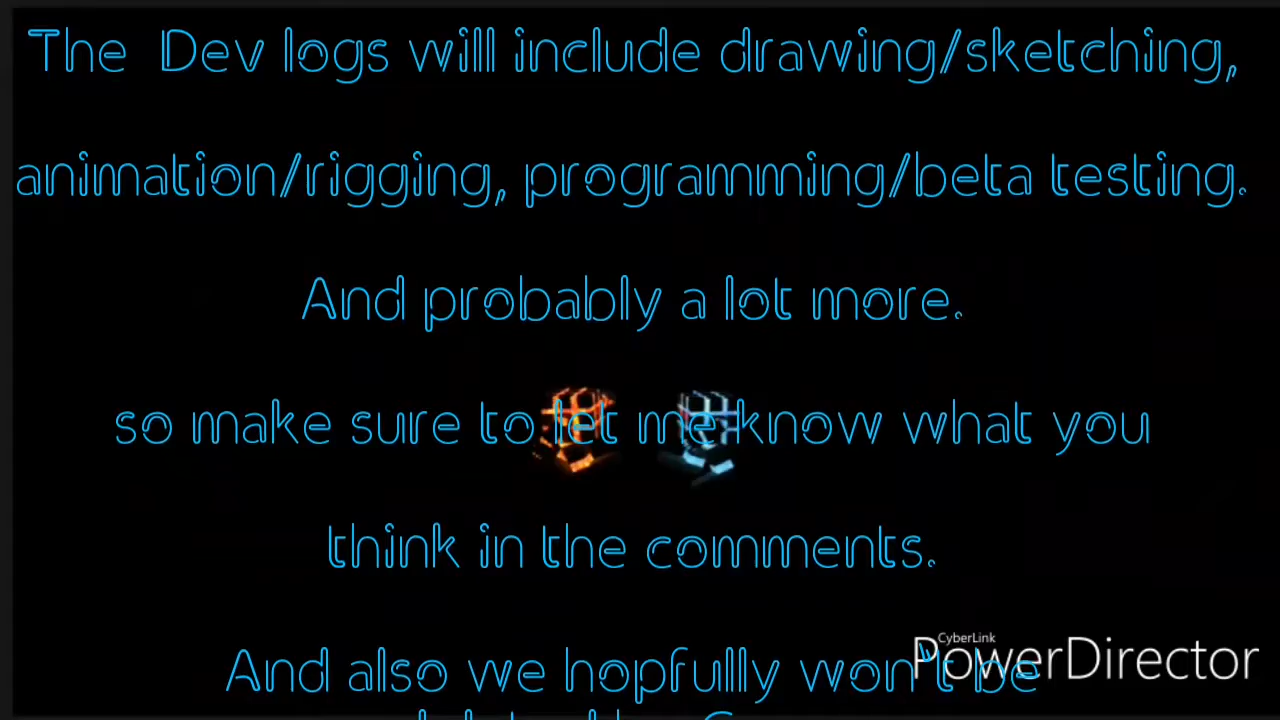 The Dev logs will include drawing/sketching,
animation/rigging, programming/beta testing.
And probably a lot more.
so make sure to let me know what you
think in the comments.
And also we hopfully won't be
CyberLink
PowerDirector